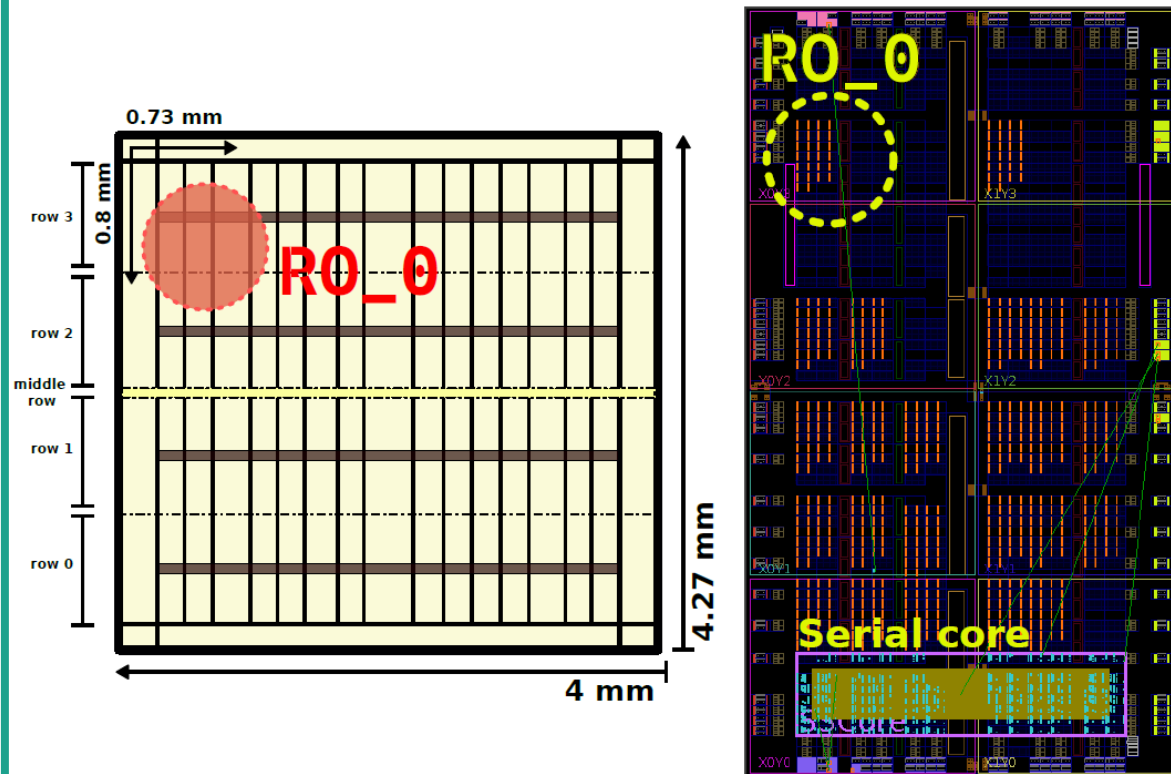 0.73 mm
0.8 mm
row 3
RO_0
row 2
middle
row
row 1
row 0
4.27 mm
4 mm
RO_0
X1Y3
X0Y2
X1Y2
X0Y1
X1Y1
Serial core
X0Y0
X1Y0